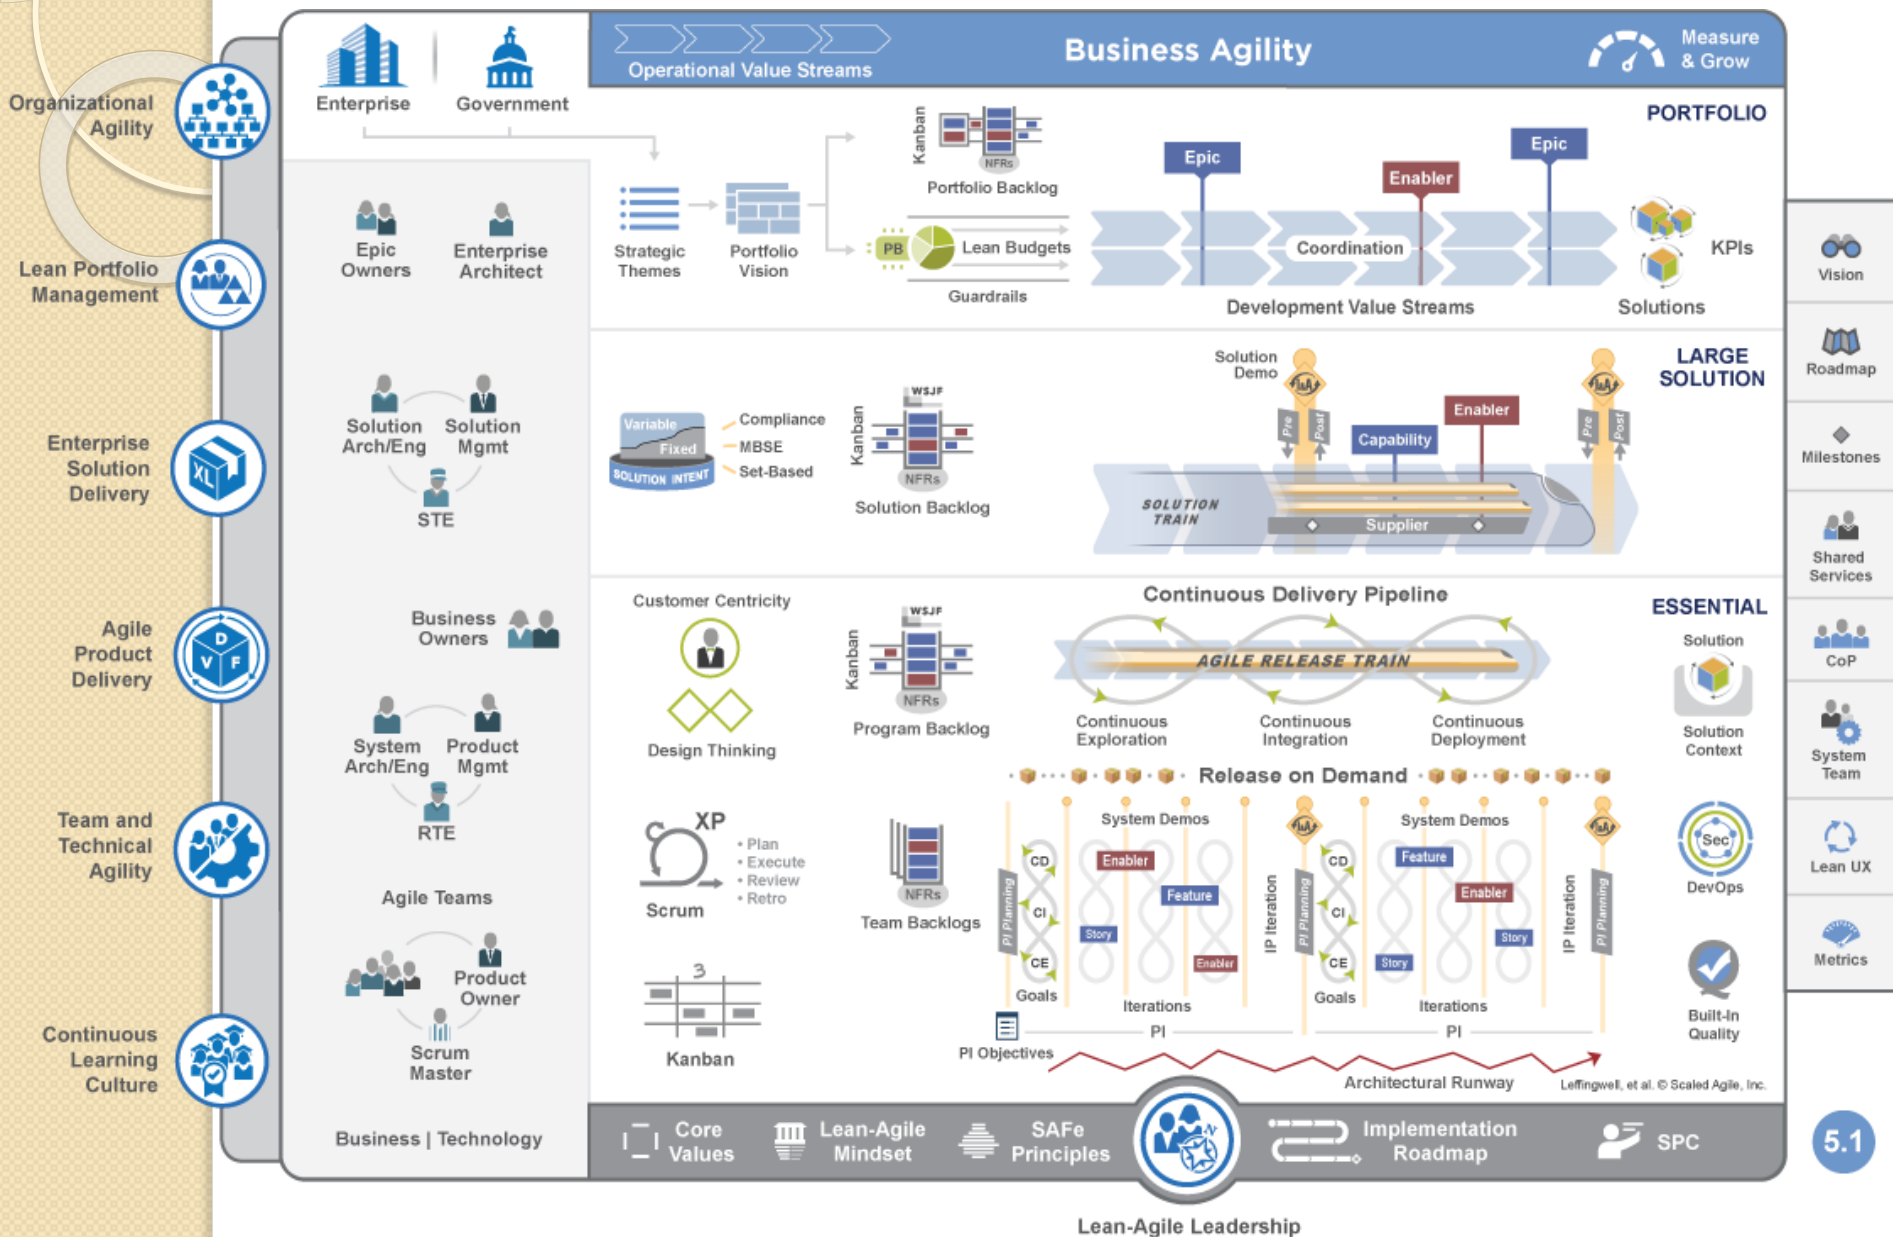 Organizational
Agility
Lean Portfolio
Management
Enterprise
Solution
Delivery
XL
Agile
Product
Delivery
D
V F
Team and
Technical
Agility
Continuous
Learning
Culture
Enterprise
Government
Operational Value Streams
Business Agility
Measure
& Grow
Epic
Owners
Enterprise
Architect
Solution
Arch/Eng
Solution
Mgmt
STE
Business
Owners
System
Arch/Eng
Product
Mgmt
RTE
Agile Teams
Product
Owner
Scrum
Master
Business | Technology
PORTFOLIO
Strategic
Themes
Portfolio
Vision
Kanban
NFRs
Portfolio Backlog
PB
Lean Budgets
Guardrails
Epic
Enabler
Epic
Coordination
Development Value Streams
KPIs
Solutions
LARGE
SOLUTION
Variable
Fixed
SOLUTION INTENT
Compliance
MBSE
Set-Based
Kanban
WSJF
NFRs
Solution Backlog
Solution
Demo
I&A
Pre
Post
Capability
Enabler
I&A
Pre
Post
SOLUTION
TRAIN
Supplier
ESSENTIAL
Customer Centricity
Design Thinking
Kanban
WSJF
NFRs
Program Backlog
Continuous Delivery Pipeline
AGILE RELEASE TRAIN
Continuous
Exploration
Continuous
Integration
Continuous
Deployment
Solution
Solution
Context
Release on Demand
XP
• Plan
• Execute
• Review
• Retro
Scrum
3
Kanban
NFRs
Team Backlogs
PI Planning
CD
CI
CE
Goals
System Demos
Enabler
Feature
Story
Enabler
Iterations
IP Iteration
I&A
PI Planning
CD
CI
CE
Goals
System Demos
Feature
Enabler
Story
Story
Iterations
IP Iteration
I&A
PI Planning
PI
PI
PI Objectives
Architectural Runway
Sec
DevOps
Built-In
Quality
Leffingwell, et al. © Scaled Agile, Inc.
Core
Values
Lean-Agile
Mindset
SAFe
Principles
N
Implementation
Roadmap
SPC
Lean-Agile Leadership
Vision
Roadmap
Milestones
Shared
Services
CoP
System
Team
Lean UX
Metrics
5.1